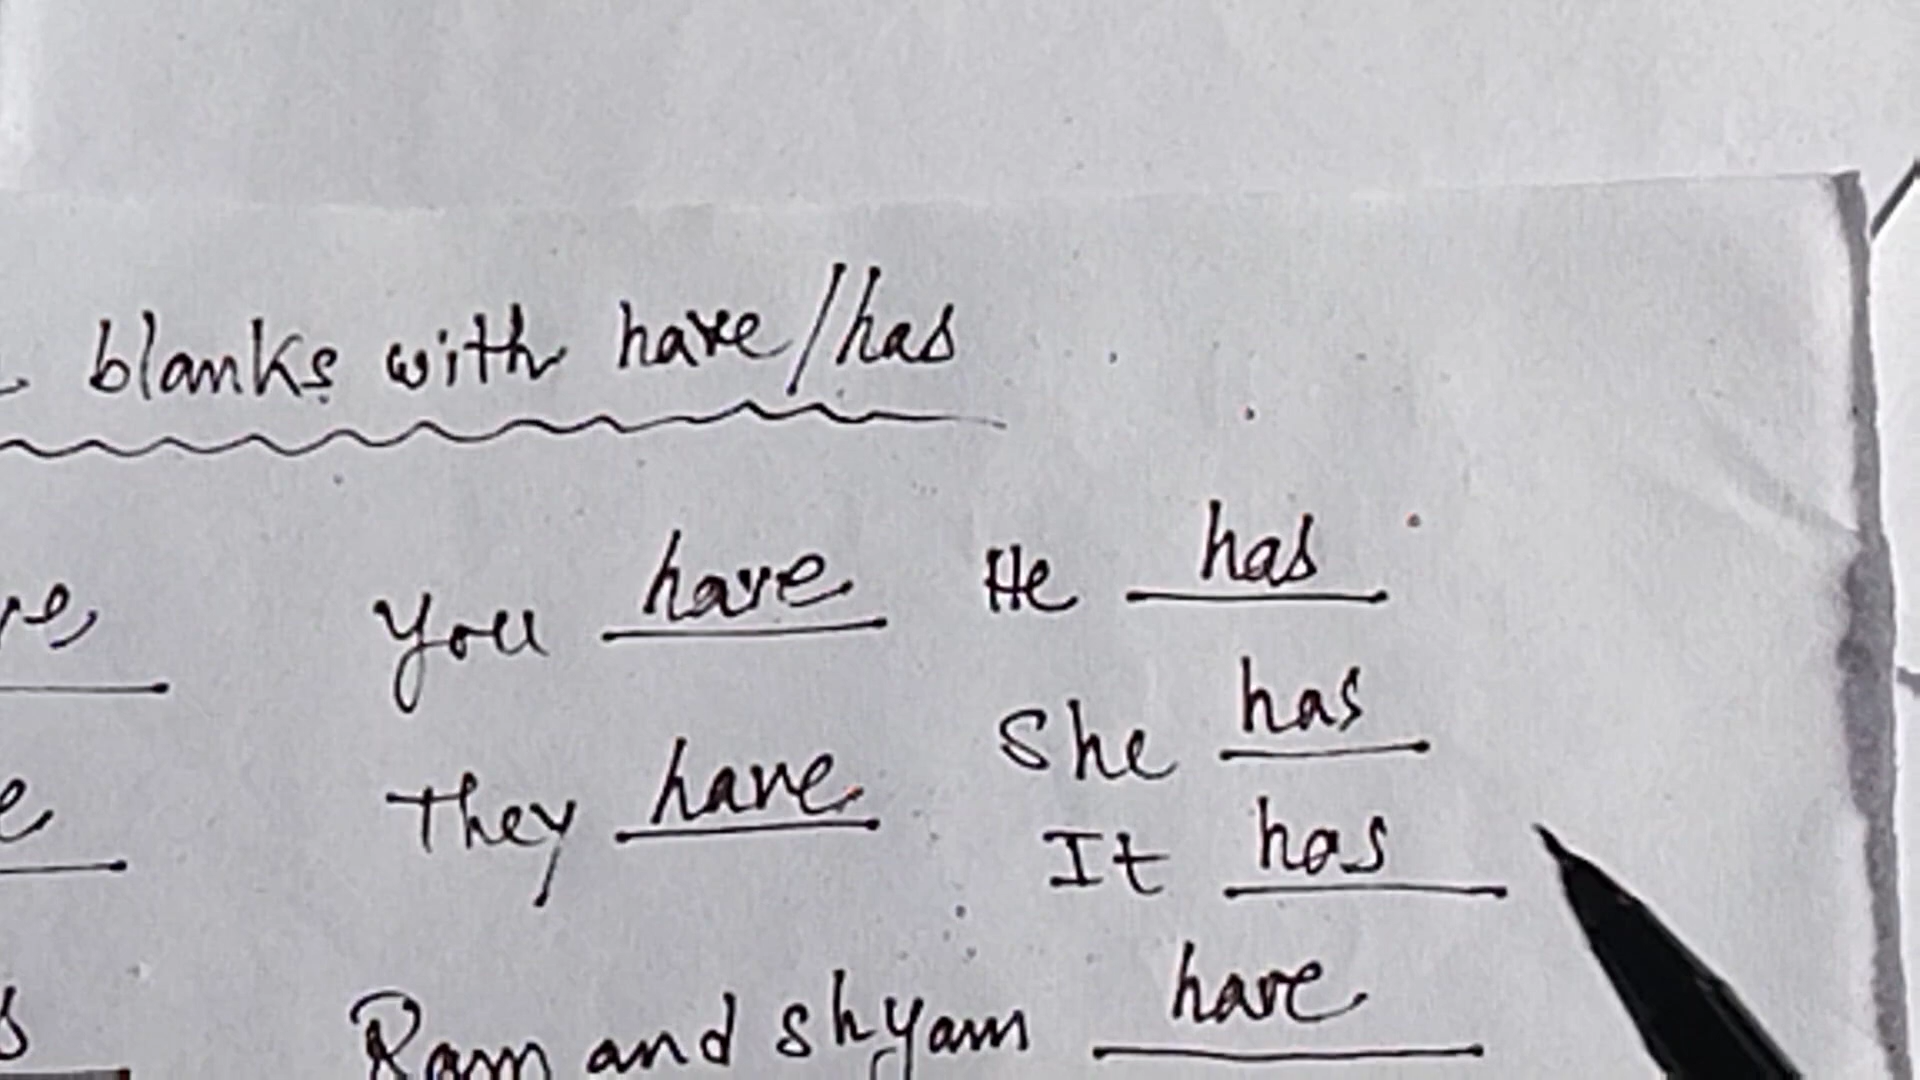 blanks with have/has
You have He has
She has
They have
It has
Ram and shyam have